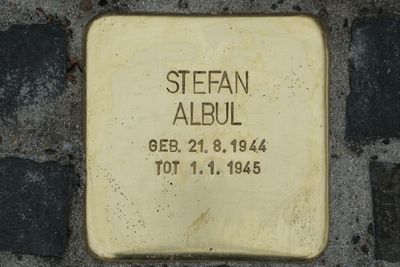 STEFAN
ALBUL
GEB. 21. 8. 1944
TOT 1. 1. 1945